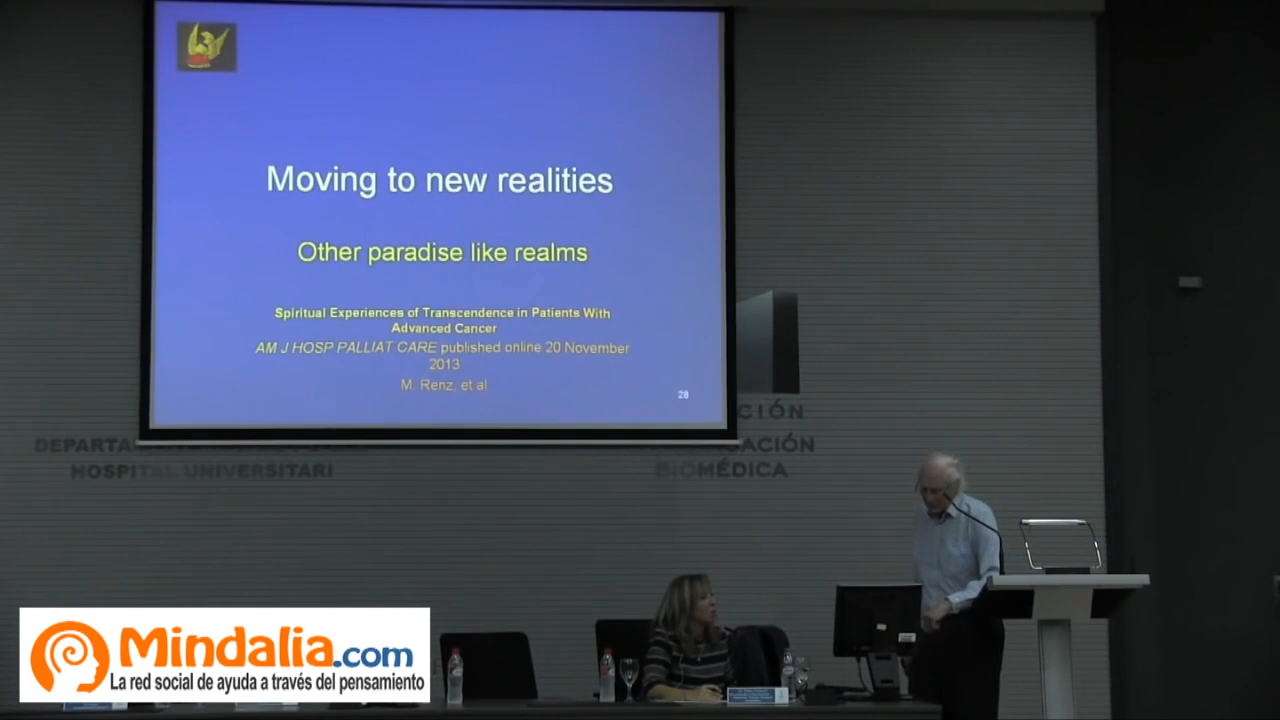 Moving to new realities
Other paradise like realms
Spiritual Experiences of Transcendence in Patients With
Advanced Cancer
AM J HOSP PALLIAT CARE published online 20 November
2013
M. Renz, et al
28
HOSPITAL UNIVERSITARI
BIOMÉDICA
Mindalia.com
La red social de ayuda a través del pensamiento